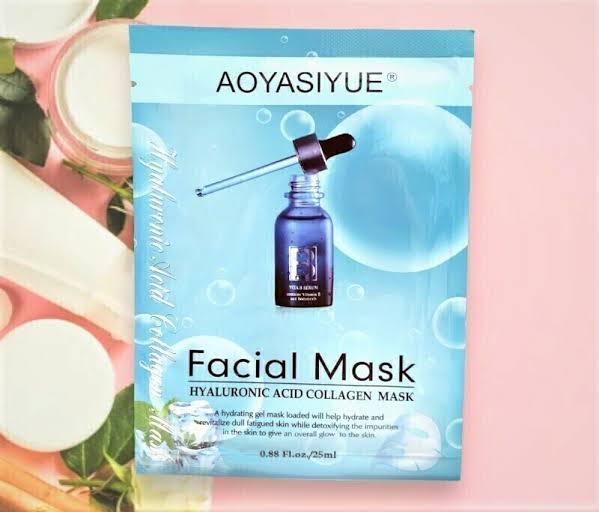 AOYASIYUE®
Hyaluronic Acid Collagen Mask
VITA B SERUM
Facial Mask
HYALURONIC ACID COLLAGEN MASK
A hydrating gel mask loaded will help hydrate and
revitalize dull fatigued skin while detoxifying the impurities
in the skin to give an overall glow to the skin.
0.88 Fl.oz./25ml